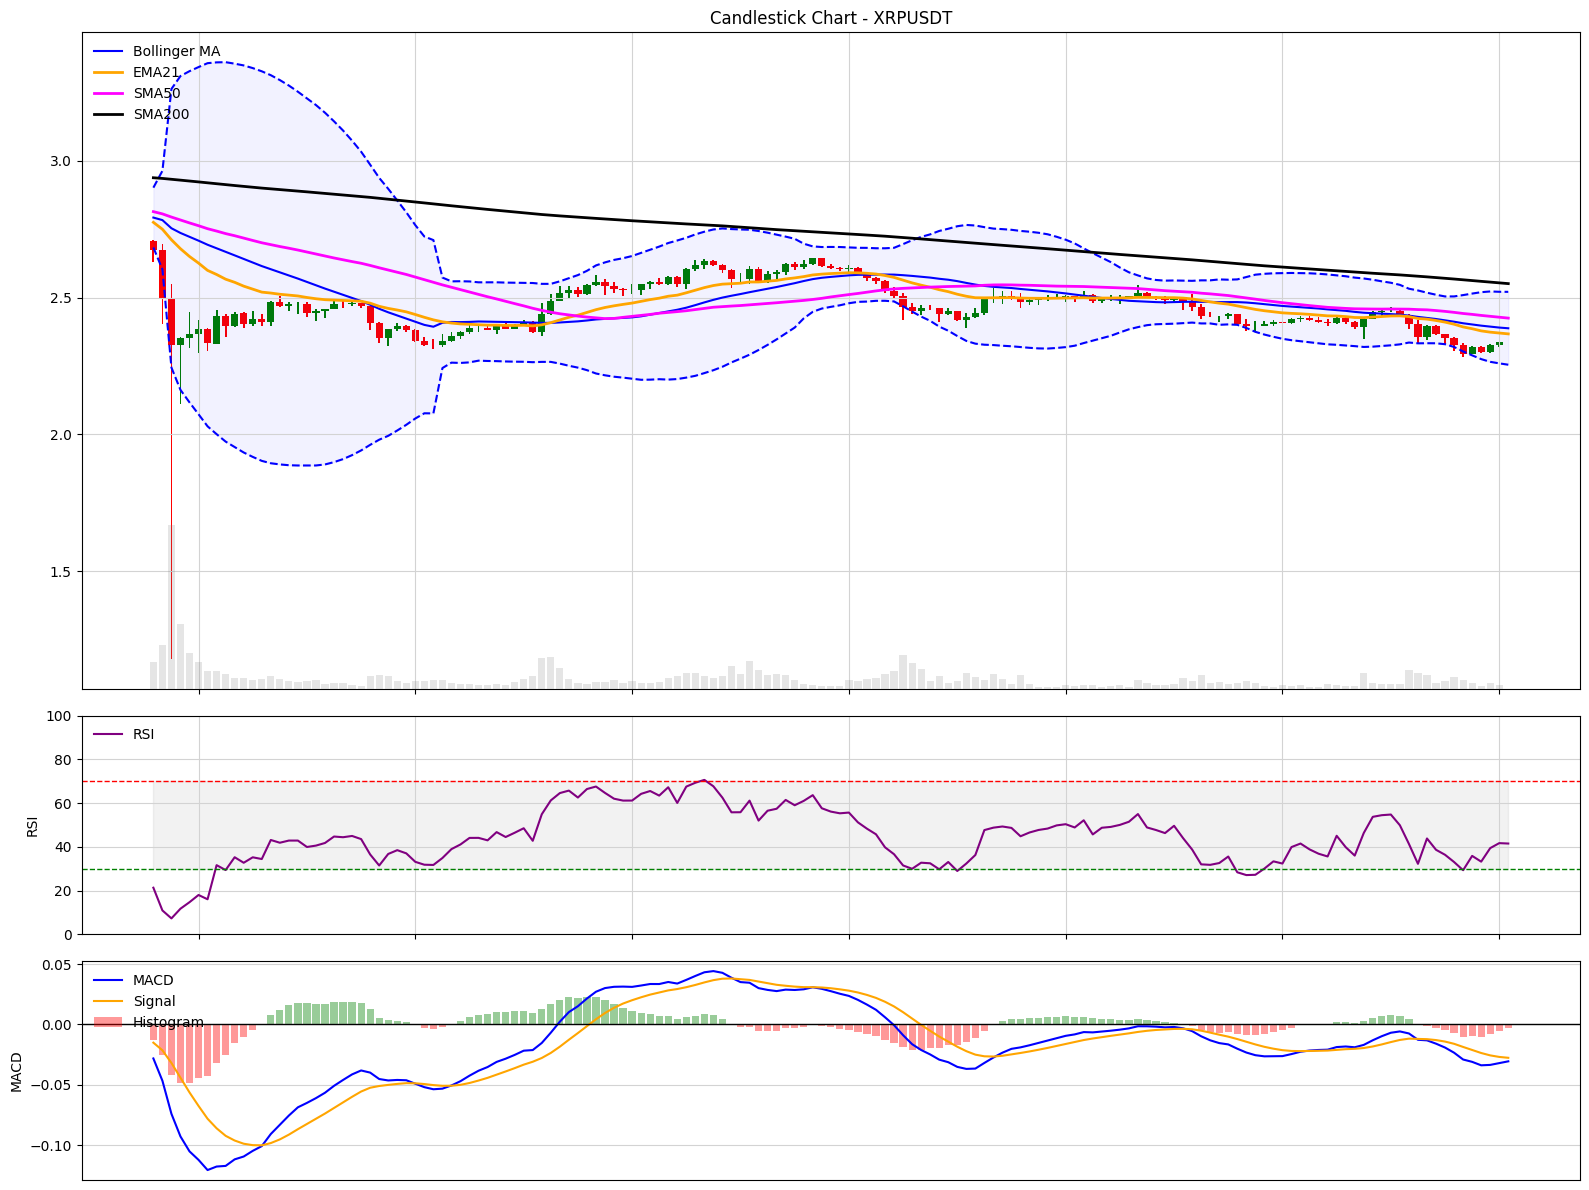 Candlestick Chart - XRPUSDT
Bollinger MA
EMA21
SMA50
SMA200
3.0
2.5
2.0
1.5
100
80
60
40
20
0
RSI
RSI
0.05
0.00
−0.05
−0.10
MACD
MACD
Signal
Histogram